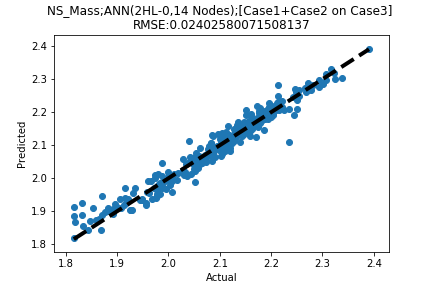 NS_Mass;ANN(2HL-0,14 Nodes);[Case1+Case2 on Case3]
RMSE:0.02402580071508137
2.4
2.3
2.2
2.1
2.0
1.9
1.8
Predicted
1.8 1.9 2.0 2.1 2.2 2.3 2.4
Actual